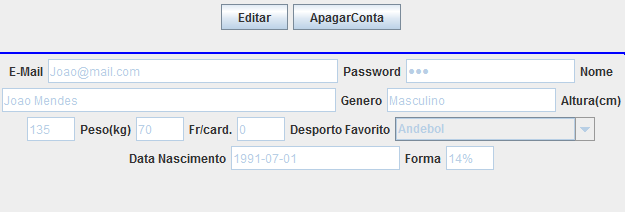 Editar ApagarConta
E-Mail Joao@mail.com Password ●●● Nome
Joao Mendes Genero Masculino Altura(cm)
135 Peso(kg) 70 Fr/card. 0 Desporto Favorito Andebol
Data Nascimento 1991-07-01 Forma 14%